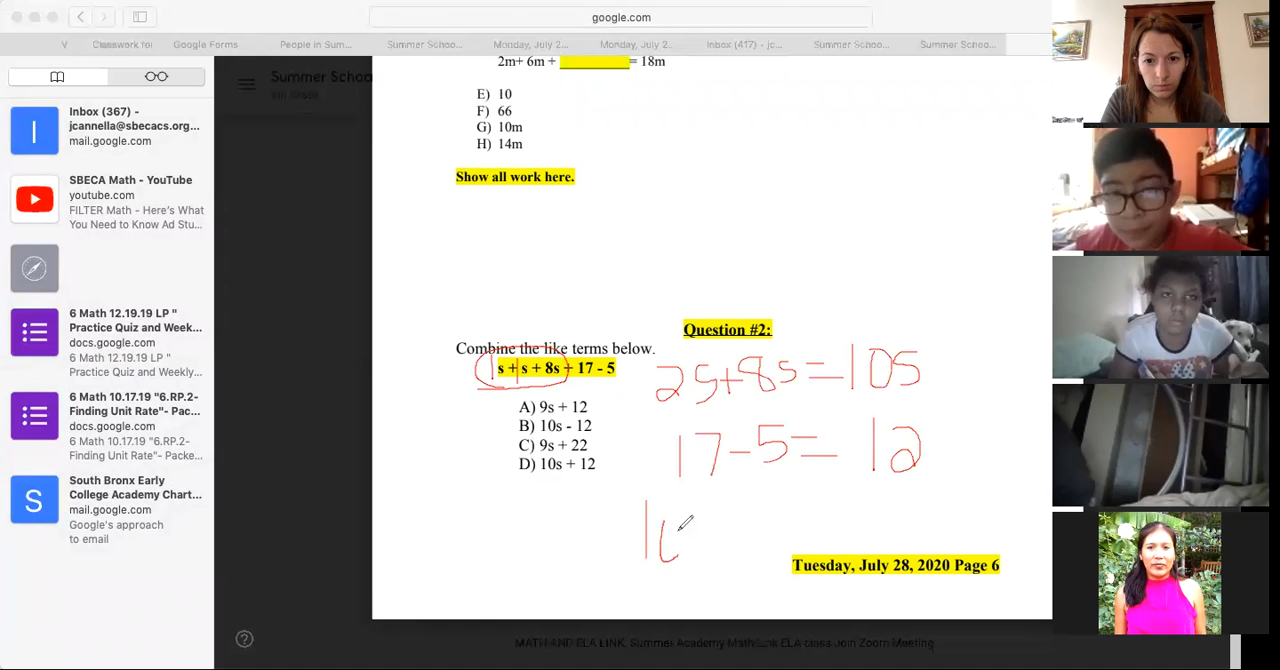 google.com
V
Classwork for
Google Forms
People in Sum...
Summer Schoo...
Monday, July 2...
Monday, July 2...
Inbox (417) - jc...
Summer Schoo...
Summer Scho...
Inbox (367) -
jcannella@sbecacs.org...
mail.google.com
SBECA Math - YouTube
youtube.com
FILTER Math - Here's What
You Need to Know Ad Stu...
6 Math 12.19.19 LP "
Practice Quiz and Week...
docs.google.com
6 Math 12.19.19 LP "
Practice Quiz and Weekly...
6 Math 10.17.19 "6.RP.2-
Finding Unit Rate"- Pac...
docs.google.com
6 Math 10.17.19 "6.RP.2-
Finding Unit Rate"- Packe...
S
South Bronx Early
College Academy Chart...
mail.google.com
Google's approach
to email
Summer Schoo
2m+ 6m + __________ = 18m
E) 10
F) 66
G) 10m
H) 14m
Show all work here.
Question #2:
Combine the like terms below.
s + s + 8s + 17 - 5
2s+8s=10s
A) 9s + 12
B) 10s - 12
C) 9s + 22
D) 10s + 12
17-5= 12
Tuesday, July 28, 2020 Page 6
MATH AND ELA LINK. Summer Academy Math Link ELA class Join Zoom Meeting